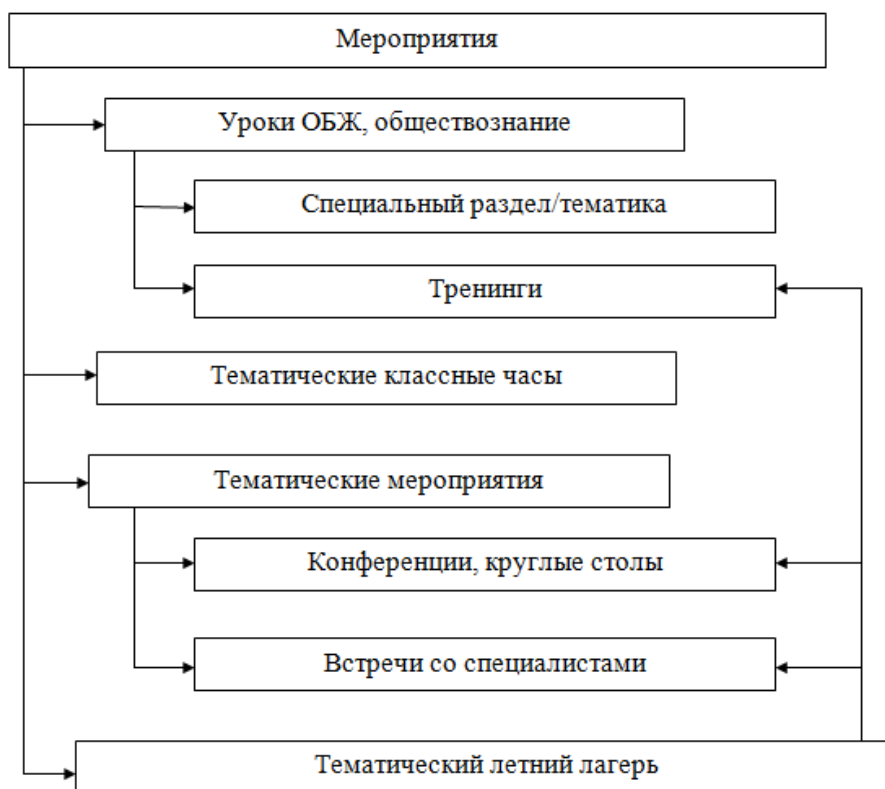 Мероприятия
Уроки ОБЖ, обществознание
Специальный раздел/тематика
Тренинги
Тематические классные часы
Тематические мероприятия
Конференции, круглые столы
Встречи со специалистами
Тематический летний лагерь